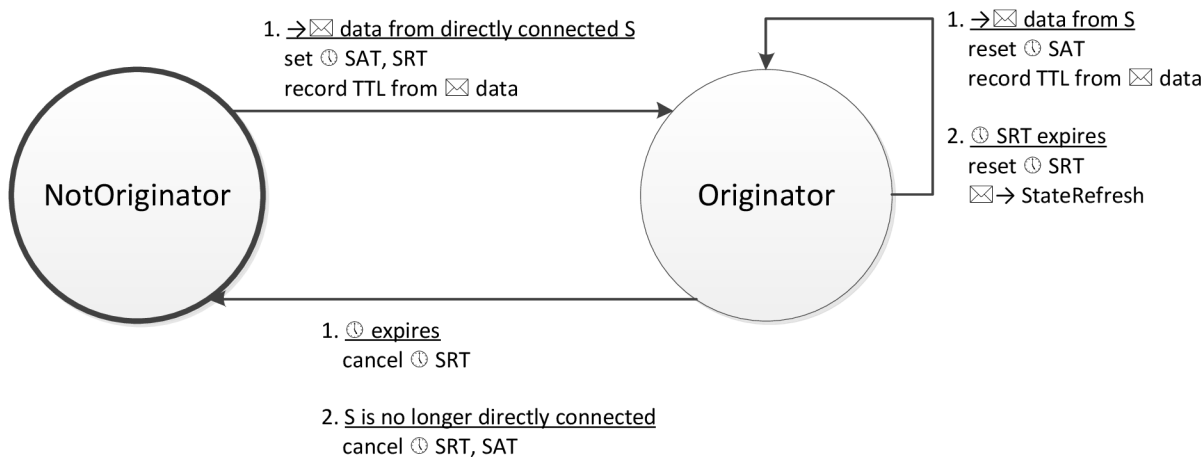 1. →✉ data from directly connected S
set 🕔 SAT, SRT
record TTL from ✉ data
1. →✉ data from S
reset 🕔 SAT
record TTL from ✉ data
2. 🕔 SRT expires
reset 🕔 SRT
✉→ StateRefresh
NotOriginator
Originator
1. 🕔 expires
cancel 🕔 SRT
2. S is no longer directly connected
cancel 🕔 SRT, SAT